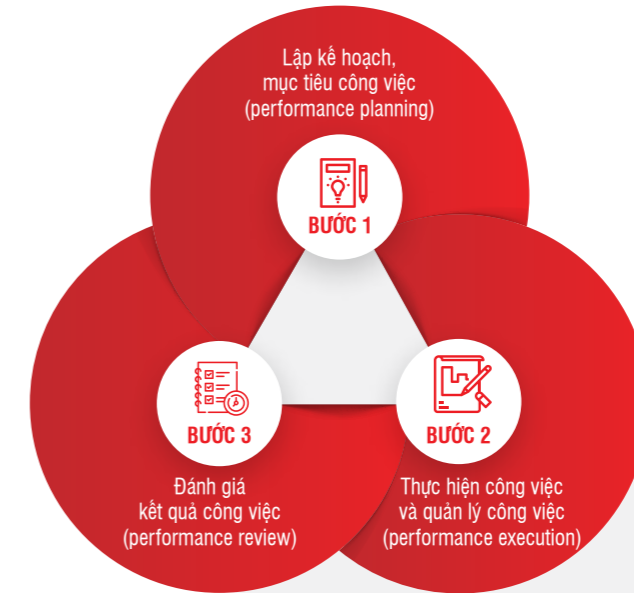 Lập kế hoạch,
mục tiêu công việc
(performance planning)
BƯỚC 1
BƯỚC 3
Đánh giá
kết quả công việc
(performance review)
BƯỚC 2
Thực hiện công việc
và quản lý công việc
(performance execution)